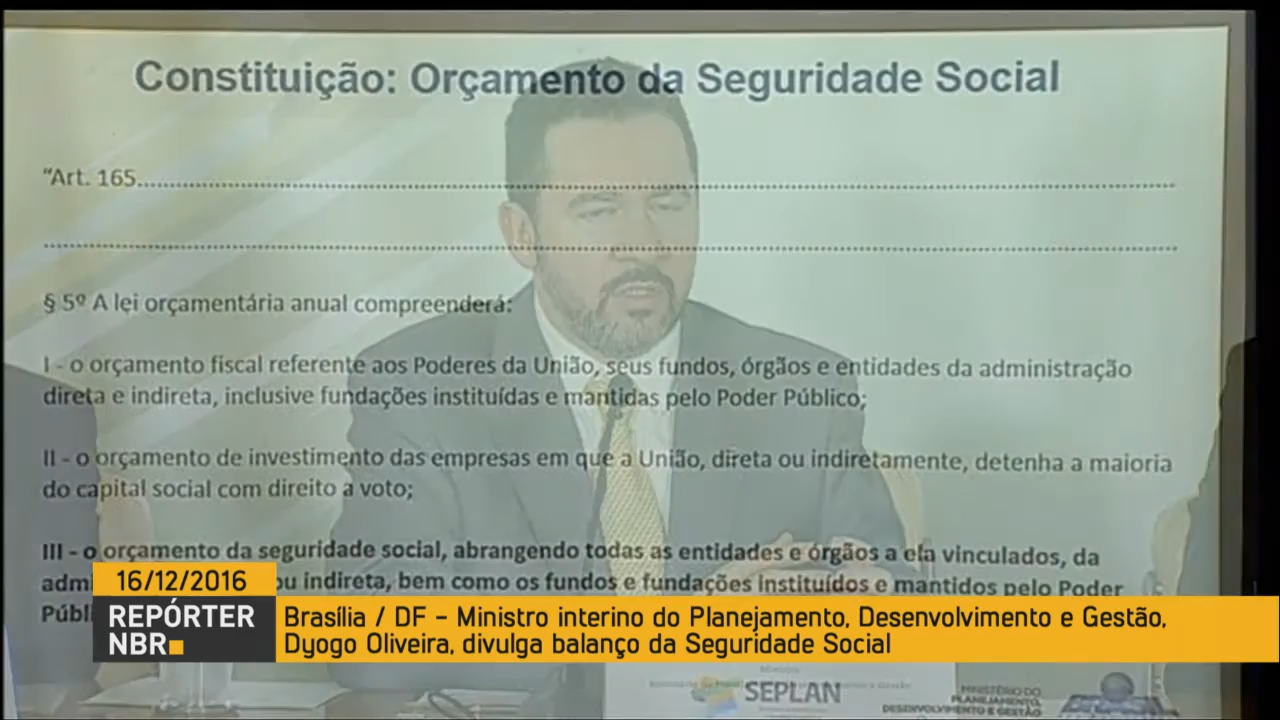 Constituição: Orçamento da Seguridade Social
“Art. 165...............................................................
...............................................................
§ 5º A lei orçamentária anual compreenderá:
I - o orçamento fiscal referente aos Poderes da União, seus fundos, órgãos e entidades da administração
direta e indireta, inclusive fundações instituídas e mantidas pelo Poder Público;
II - o orçamento de investimento das empresas em que a União, direta ou indiretamente, detenha a maioria
do capital social com direito a voto;
III - o orçamento da seguridade social, abrangendo todas as entidades e órgãos a ela vinculados, da
ou indireta, bem como os fundos e fundações instituídos e mantidos pelo Poder
16/12/2016
REPÓRTER
NBR
Brasília / DF - Ministro interino do Planejamento, Desenvolvimento e Gestão,
Dyogo Oliveira, divulga balanço da Seguridade Social
SEPLAN
MINISTÉRIO DO
PLANEJAMENTO,
DESENVOLVIMENTO E GESTÃO